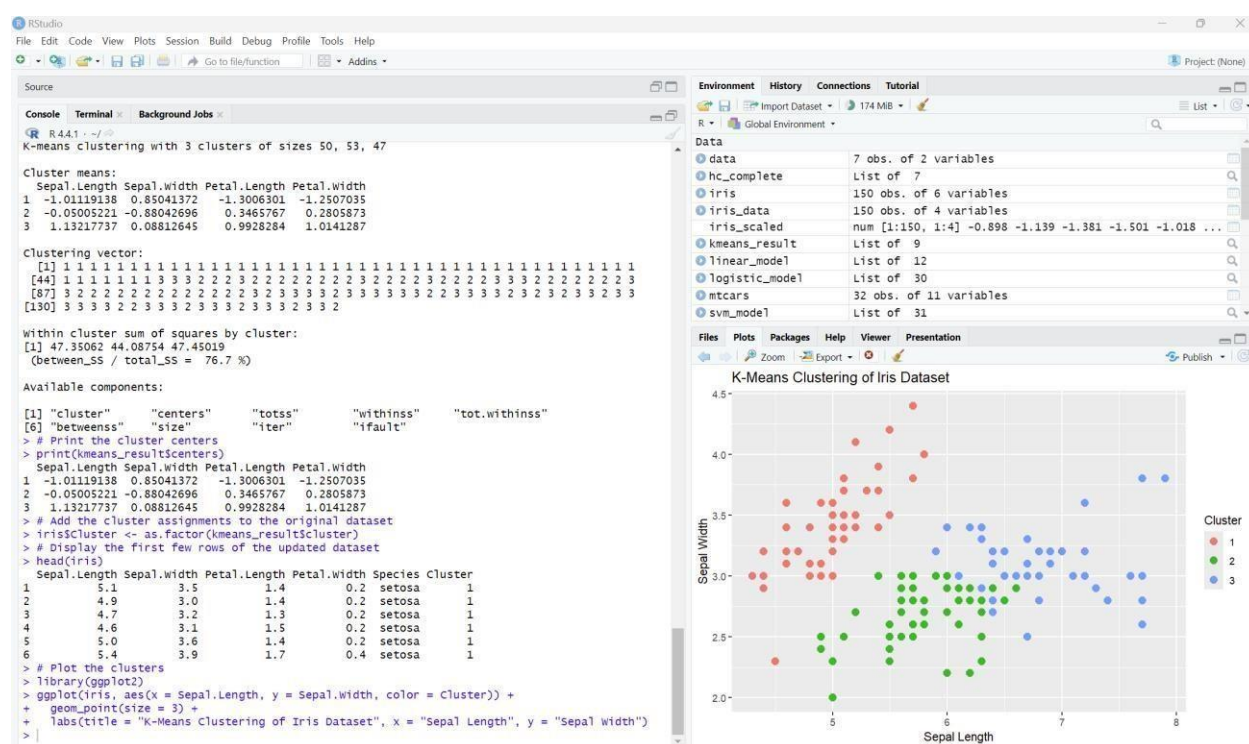 RStudio
File Edit Code View Plots Session Build Debug Profile Tools Help
Go to file/function Addins
Project: (None)
Source
Console Terminal Background Jobs
R 4.4.1 · ~/
K-means clustering with 3 clusters of sizes 50, 53, 47
Cluster means:
Sepal.Length Sepal.Width Petal.Length Petal.Width
1 -1.01119138 0.85041372 -1.3006301 -1.2507035
2 -0.05005221 -0.88042696 0.3465767 0.2805873
3 1.13217737 0.08812645 0.9928284 1.0141287
Clustering vector:
[1] 1 1 1 1 1 1 1 1 1 1 1 1 1 1 1 1 1 1 1 1 1 1 1 1 1 1 1 1 1 1 1 1 1 1 1 1 1 1 1 1 1 1 1
[44] 1 1 1 1 1 1 1 3 3 3 2 2 2 3 2 2 2 2 2 2 2 2 3 2 2 2 2 3 2 2 2 2 3 3 3 2 2 2 2 2 2 2 3
[87] 3 2 2 2 2 2 2 2 2 2 2 2 2 2 3 2 3 3 3 3 2 3 3 3 3 3 3 2 2 3 3 3 3 2 3 2 3 2 3 3 2 3 3
[130] 3 3 3 3 2 2 3 3 3 2 3 3 3 2 3 3 3 2 3 3 2
Within cluster sum of squares by cluster:
[1] 47.35062 44.08754 47.45019
(between_SS / total_SS = 76.7 %)
Available components:
[1] "cluster" "centers" "totss" "withinss" "tot.withinss"
[6] "betweenss" "size" "iter" "ifault"
> # Print the cluster centers
> print(kmeans_result$centers)
Sepal.Length Sepal.Width Petal.Length Petal.Width
1 -1.01119138 0.85041372 -1.3006301 -1.2507035
2 -0.05005221 -0.88042696 0.3465767 0.2805873
3 1.13217737 0.08812645 0.9928284 1.0141287
> # Add the cluster assignments to the original dataset
> iris$Cluster <- as.factor(kmeans_result$cluster)
> # Display the first few rows of the updated dataset
> head(iris)
Sepal.Length Sepal.Width Petal.Length Petal.Width Species Cluster
1 5.1 3.5 1.4 0.2 setosa 1
2 4.9 3.0 1.4 0.2 setosa 1
3 4.7 3.2 1.3 0.2 setosa 1
4 4.6 3.1 1.5 0.2 setosa 1
5 5.0 3.6 1.4 0.2 setosa 1
6 5.4 3.9 1.7 0.4 setosa 1
> # Plot the clusters
> library(ggplot2)
> ggplot(iris, aes(x = Sepal.Length, y = Sepal.Width, color = Cluster)) +
+ geom_point(size = 3) +
+ labs(title = "K-Means Clustering of Iris Dataset", x = "Sepal Length", y = "Sepal Width")
>
Environment History Connections Tutorial
Import Dataset 174 MiB List
R Global Environment
Data
data 7 obs. of 2 variables
hc_complete List of 7
iris 150 obs. of 6 variables
iris_data 150 obs. of 4 variables
iris_scaled num [1:150, 1:4] -0.898 -1.139 -1.381 -1.501 -1.018 ...
kmeans_result List of 9
linear_model List of 12
logistic_model List of 30
mtcars 32 obs. of 11 variables
svm_model List of 31
Files Plots Packages Help Viewer Presentation
Zoom Export Publish
K-Means Clustering of Iris Dataset
4.5
4.0
3.5
3.0
2.5
2.0
Sepal Width
5 6 7 8
Sepal Length
Cluster
1
2
3